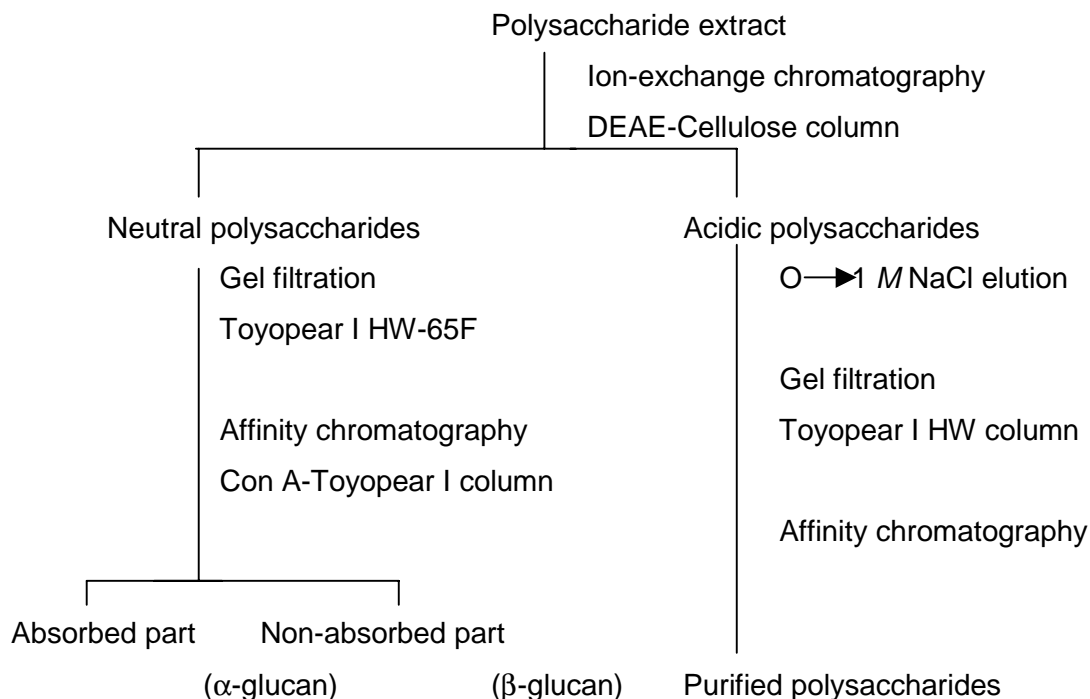 Polysaccharide extract
Ion-exchange chromatography
DEAE-Cellulose column
Neutral polysaccharides
Acidic polysaccharides
Gel filtration
O 1 M NaCl elution
Toyopear I HW-65F
Gel filtration
Affinity chromatography
Toyopear I HW column
Con A-Toyopear I column
Affinity chromatography
Absorbed part
Non-absorbed part
(α-glucan)
(β-glucan)
Purified polysaccharides